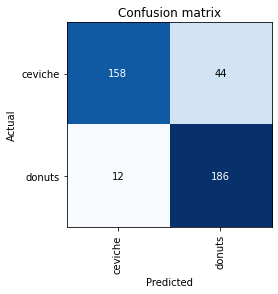 Confusion matrix
Actual
ceviche
158
44
donuts
12
186
ceviche
donuts
Predicted